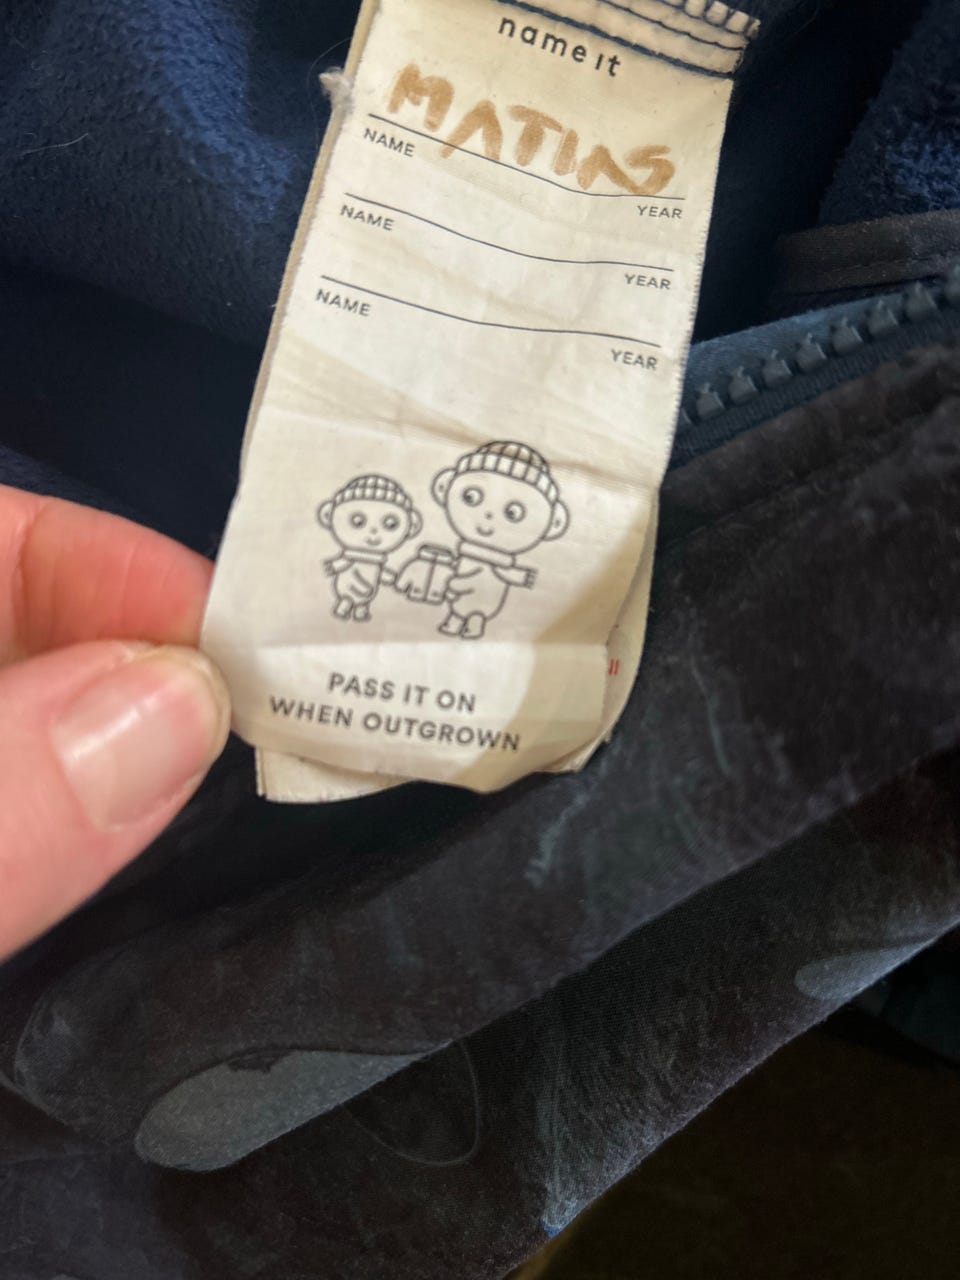 name it
MATIAS
NAME YEAR
NAME YEAR
NAME YEAR
PASS IT ON
WHEN OUTGROWN